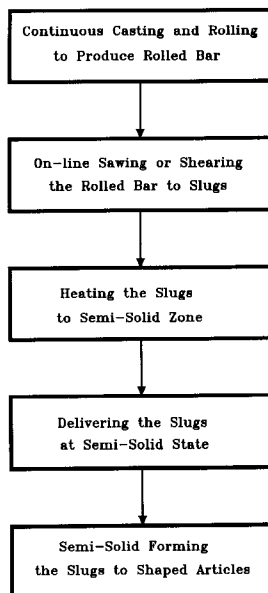 Continuous Casting and Rolling
to Produce Rolled Bar
On-line Sawing or Shearing
the Rolled Bar to Slugs
Heating the Slugs
to Semi-Solid Zone
Delivering the Slugs
at Semi-Solid State
Semi-Solid Forming
the Slugs to Shaped Articles